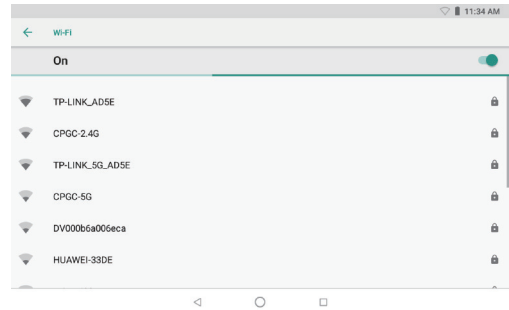 11:34 AM
Wi-Fi
On
TP-LINK_AD5E
CPGC-2.4G
TP-LINK_5G_AD5E
CPGC-5G
DV000b6a006eca
HUAWEI-33DE